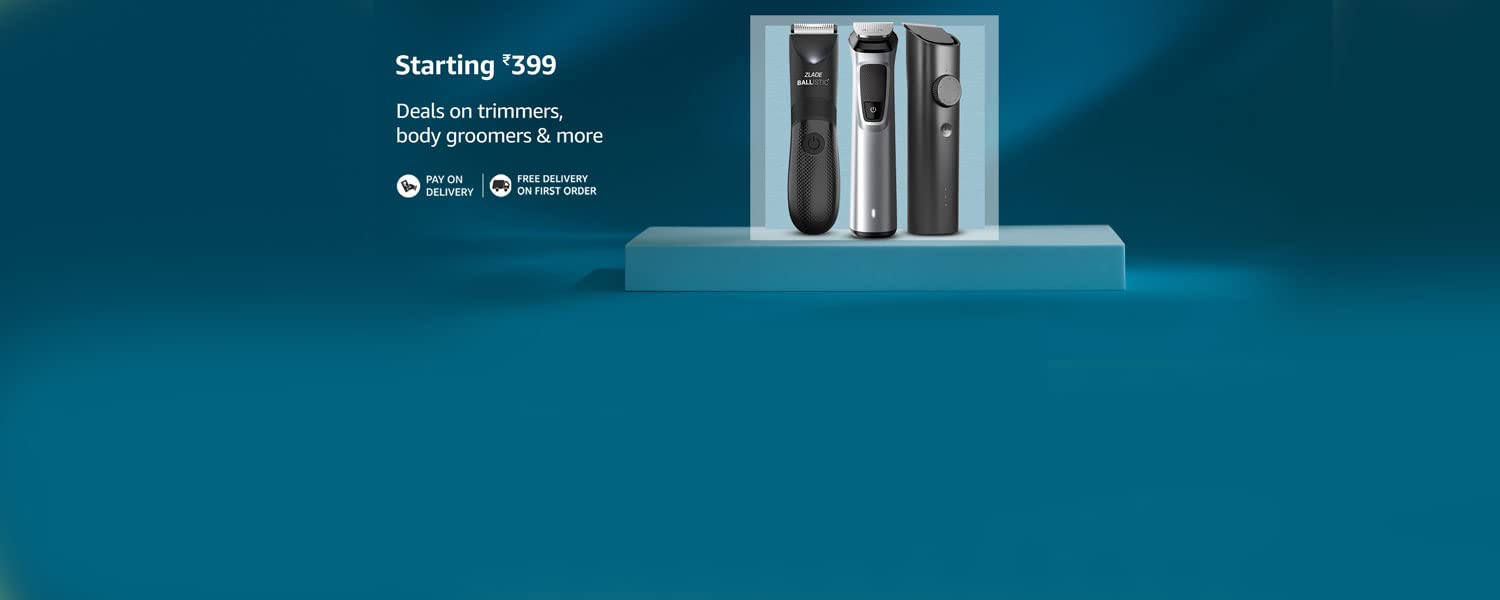 Starting ₹399
Deals on trimmers,
body groomers & more
PAY ON
DELIVERY
FREE DELIVERY
ON FIRST ORDER
ZLADE
BALLISTIC